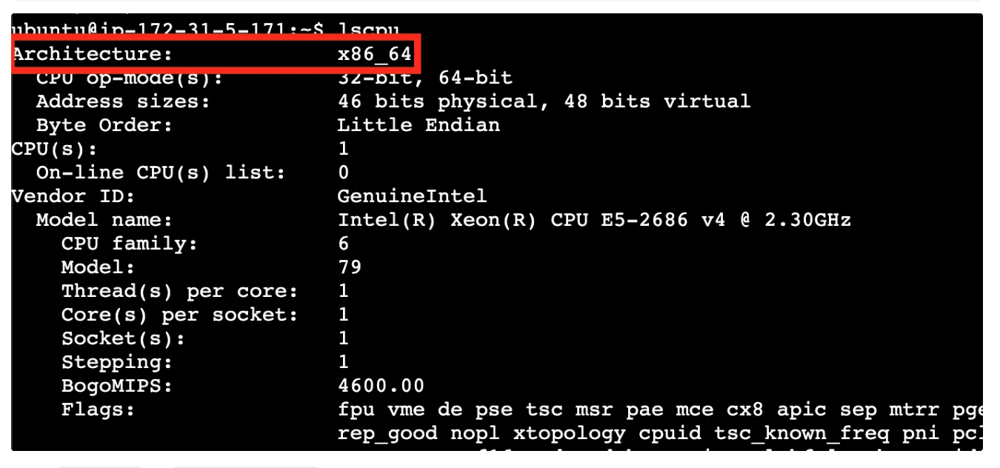 ubuntu@ip-172-31-5-171:~$ lscpu
Architecture: x86_64
CPU op-mode(s): 32-bit, 64-bit
Address sizes: 46 bits physical, 48 bits virtual
Byte Order: Little Endian
CPU(s): 1
On-line CPU(s) list: 0
Vendor ID: GenuineIntel
Model name: Intel(R) Xeon(R) CPU E5-2686 v4 @ 2.30GHz
CPU family: 6
Model: 79
Thread(s) per core: 1
Core(s) per socket: 1
Socket(s): 1
Stepping: 1
BogoMIPS: 4600.00
Flags: fpu vme de pse tsc msr pae mce cx8 apic sep mtrr pge
rep_good nopl xtopology cpuid tsc_known_freq pni pcl